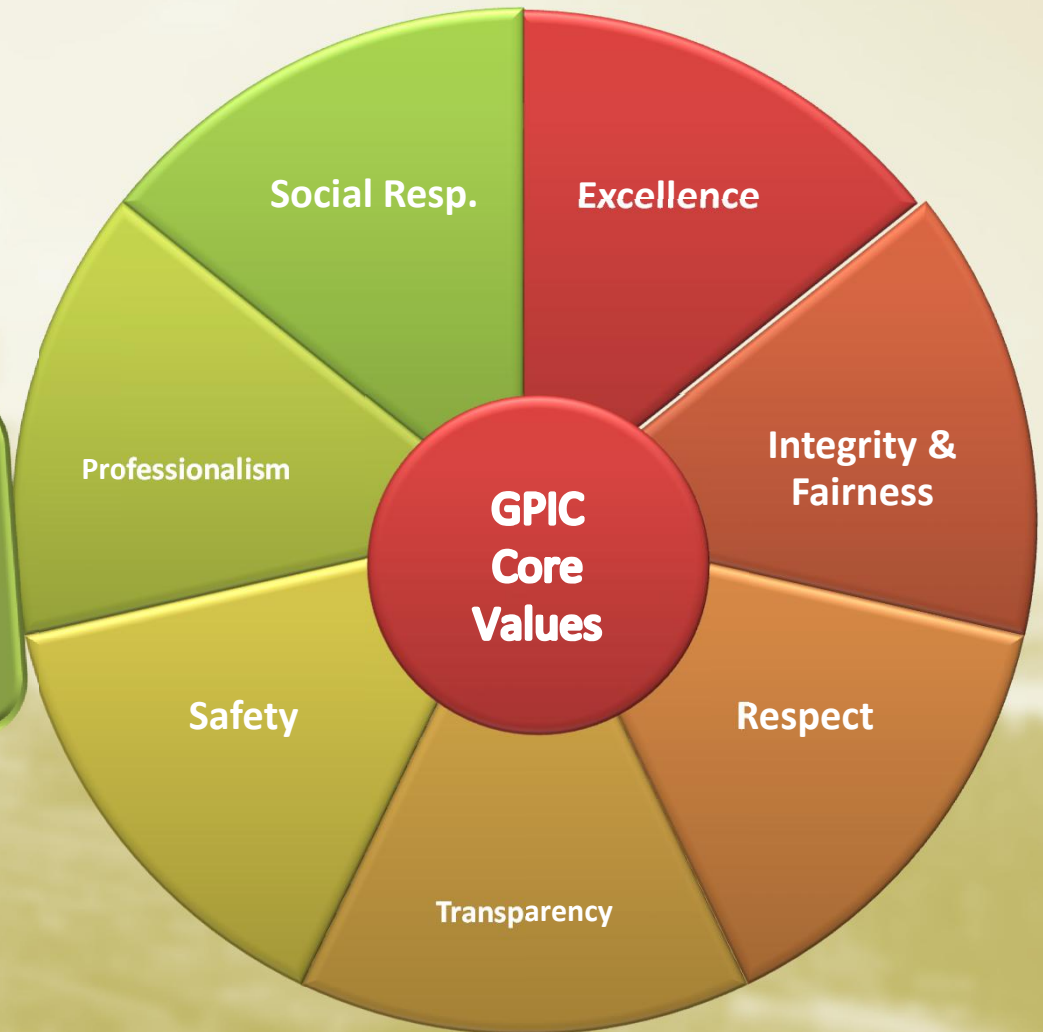 Social Resp.
Excellence
Professionalism
Integrity &
Fairness
GPIC
Core
Values
Safety
Respect
Transparency